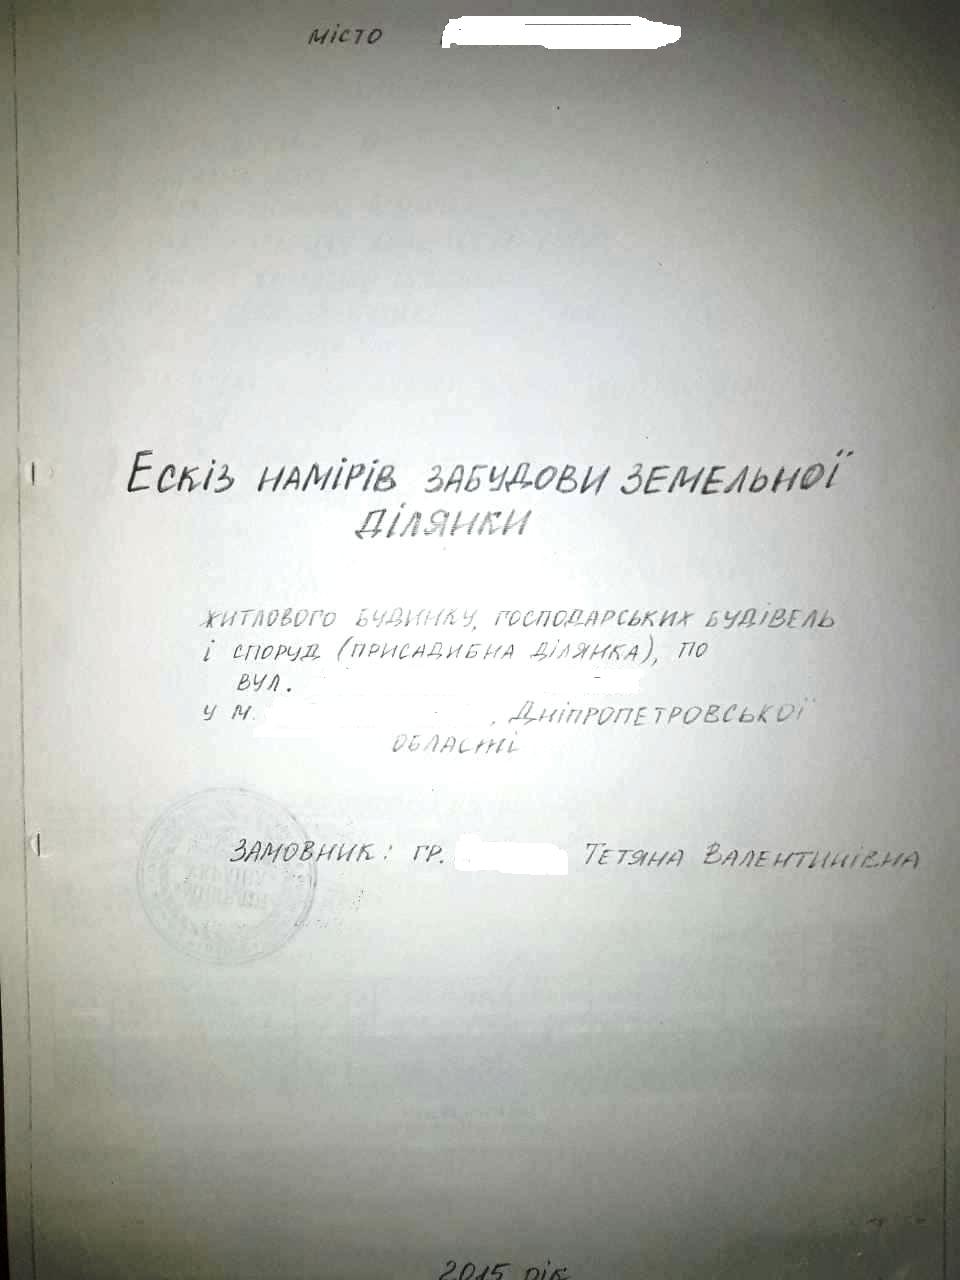 місто
Ескіз намірів забудови земельної
ділянки
житлового будинку, господарських будівель
і споруд (присадибна ділянка), по
вул.
у м. , Дніпропетровської
області
Замовник: гр. Тетяна Валентинівна
2015 рік